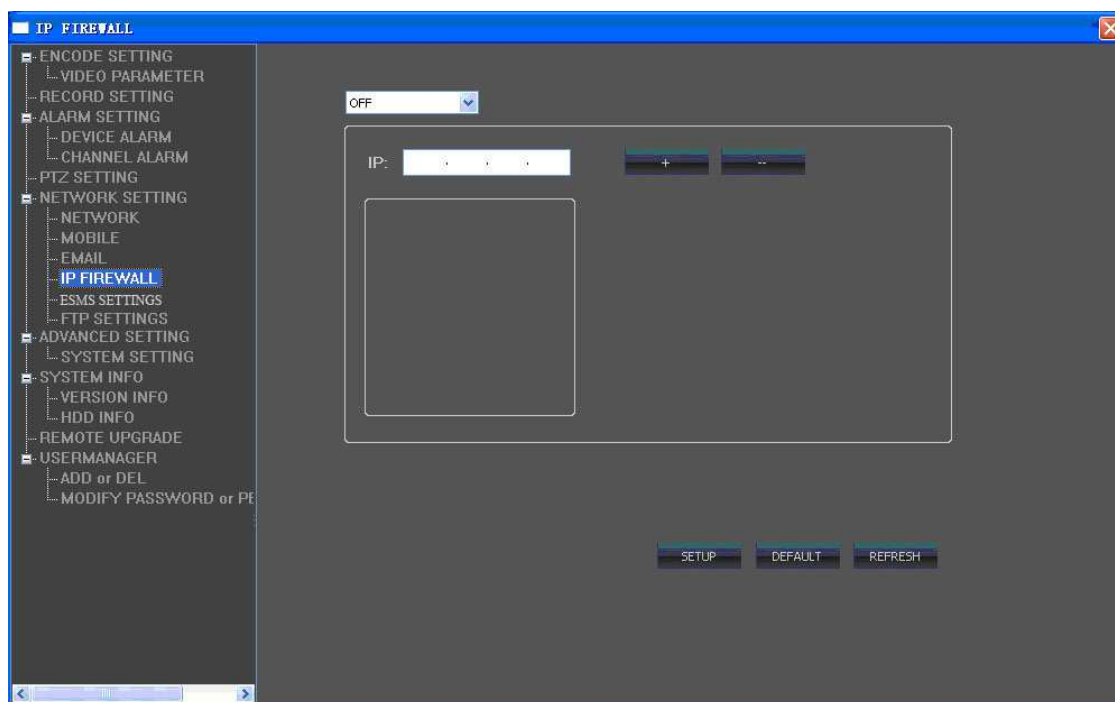 IP FIREWALL
ENCODE SETTING
VIDEO PARAMETER
RECORD SETTING
ALARM SETTING
DEVICE ALARM
CHANNEL ALARM
PTZ SETTING
NETWORK SETTING
NETWORK
MOBILE
EMAIL
IP FIREWALL
ESMS SETTINGS
FTP SETTINGS
ADVANCED SETTING
SYSTEM SETTING
SYSTEM INFO
VERSION INFO
HDD INFO
REMOTE UPGRADE
USERMANAGER
ADD or DEL
MODIFY PASSWORD or PE
OFF
IP: . . . + --
SETUP DEFAULT REFRESH